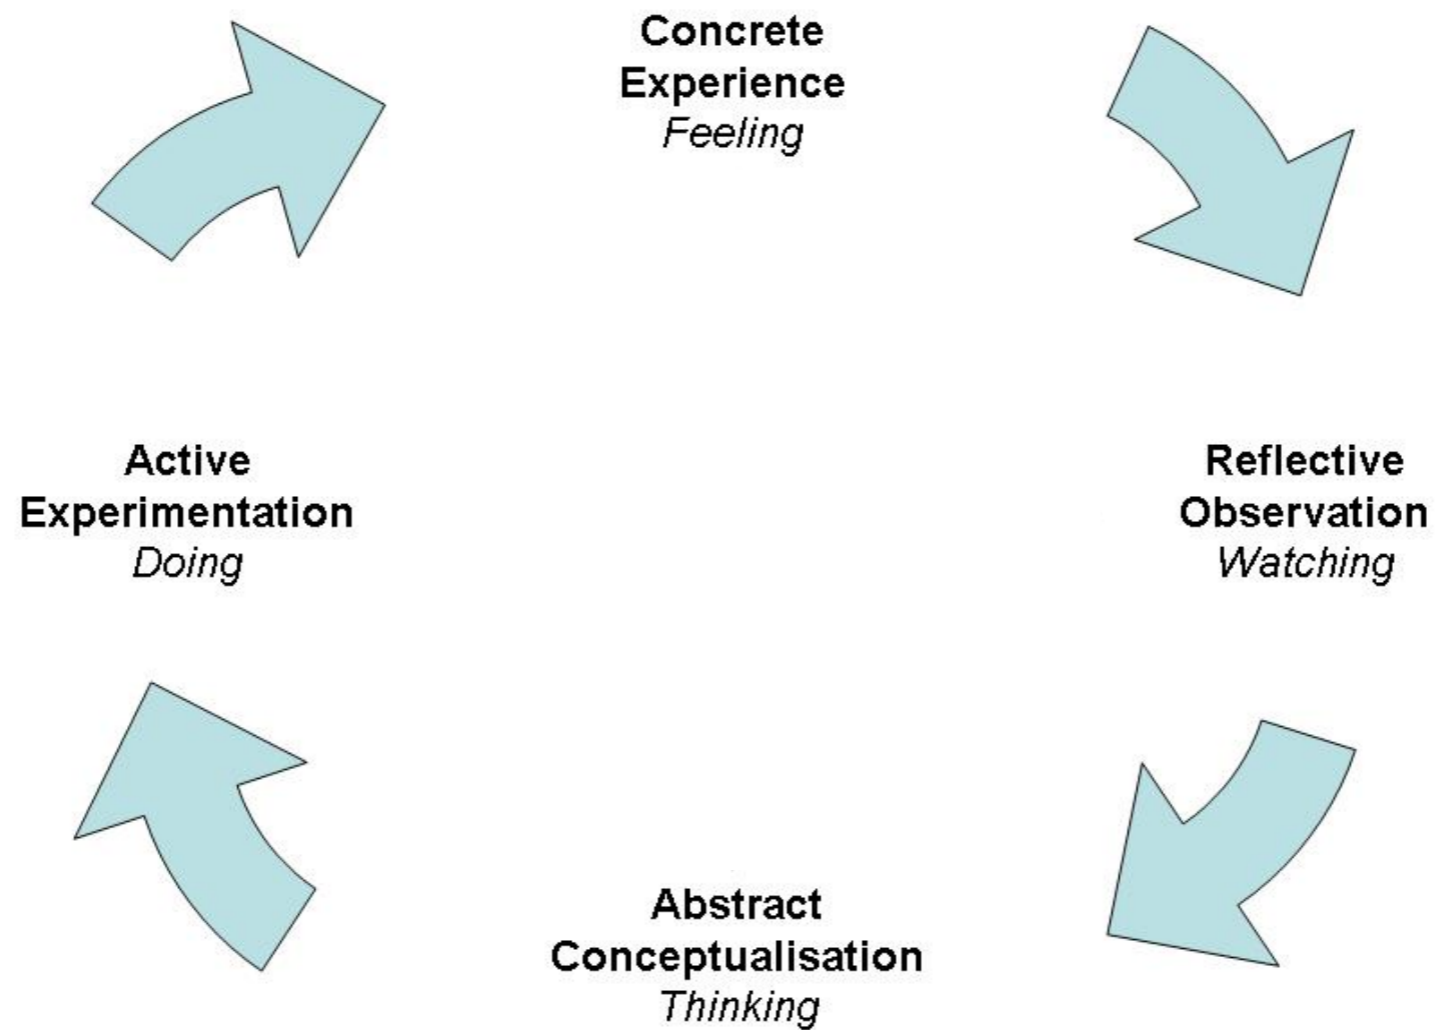 Concrete
Experience
Feeling
Active
Experimentation
Doing
Reflective
Observation
Watching
Abstract
Conceptualisation
Thinking